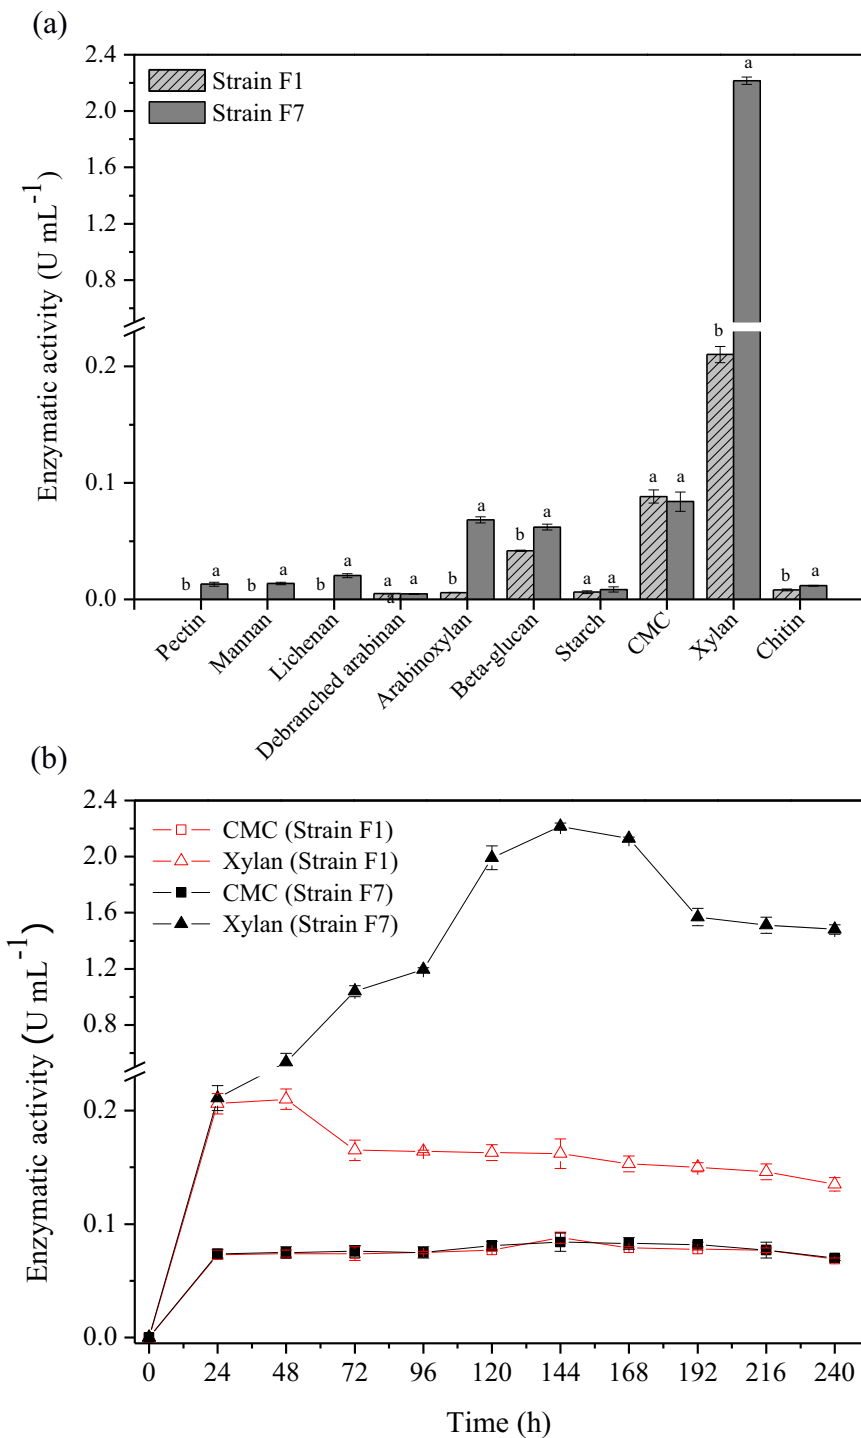 (a)
2.4
2.0
1.6
1.2
0.8
0.2
0.1
0.0
Enzymatic activity (U mL⁻¹)
Strain F1
Strain F7
b a
b a
b a
a a
a
b a
b a
a a
a a
b a
b a
Pectin
Mannan
Lichenan
Debranched arabinan
Arabinoxylan
Beta-glucan
Starch
CMC
Xylan
Chitin
(b)
2.4
2.0
1.6
1.2
0.8
0.2
0.1
0.0
Enzymatic activity (U mL⁻¹)
CMC (Strain F1)
Xylan (Strain F1)
CMC (Strain F7)
Xylan (Strain F7)
0 24 48 72 96 120 144 168 192 216 240
Time (h)